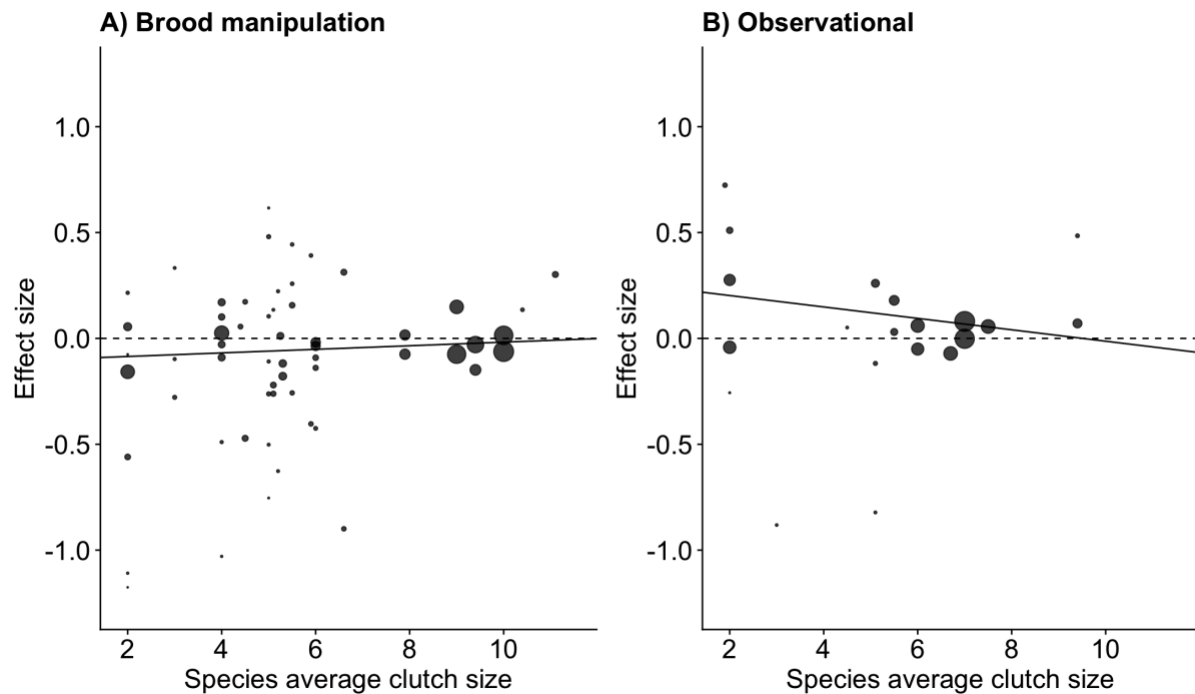 A) Brood manipulation
1.0
0.5
0.0
-0.5
-1.0
Effect size
2 4 6 8 10
Species average clutch size
B) Observational
1.0
0.5
0.0
-0.5
-1.0
Effect size
2 4 6 8 10
Species average clutch size